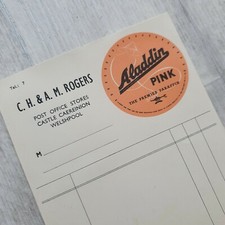 Tel.: 7
C. H. & A. M. ROGERS
POST OFFICE STORES
CASTLE CAEREINION
WELSHPOOL
Aladdin
PINK
THE PREMIER PARAFFIN
M